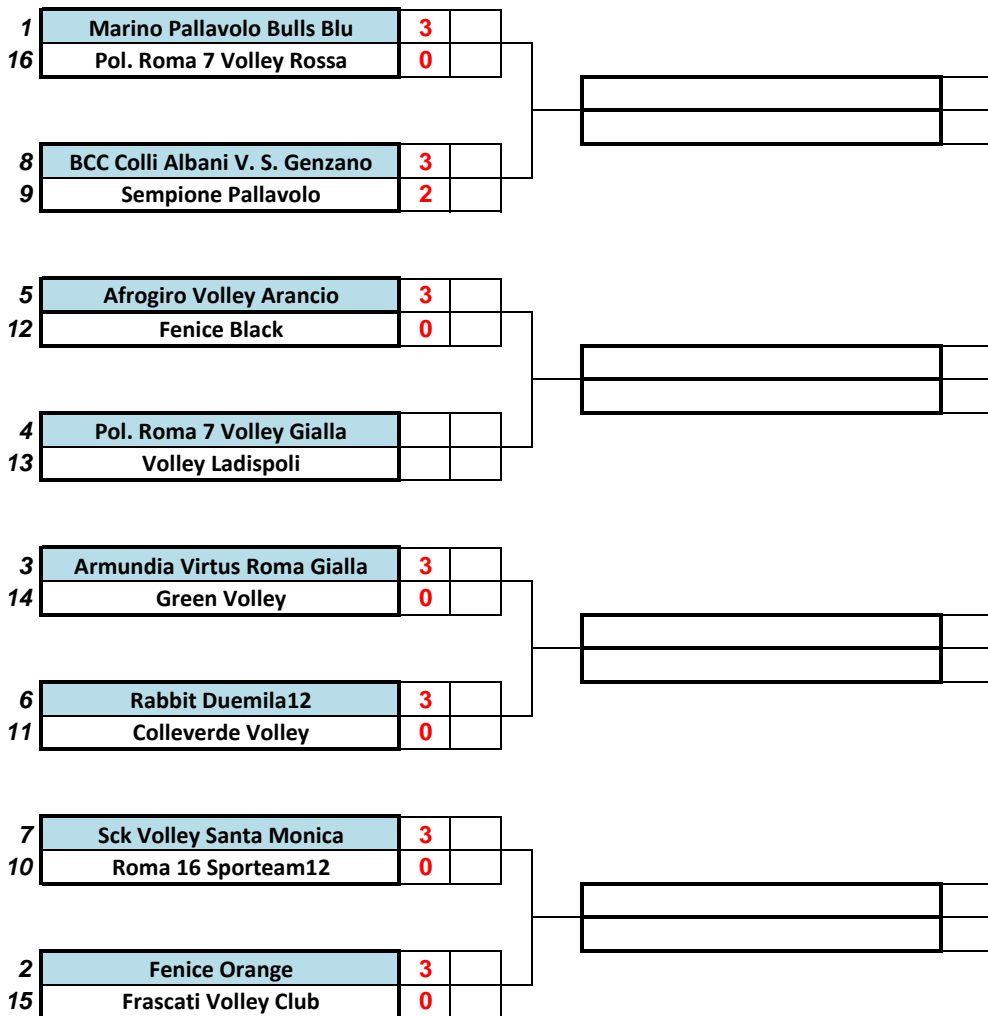 1 Marino Pallavolo Bulls Blu 3
16 Pol. Roma 7 Volley Rossa 0
8 BCC Colli Albani V. S. Genzano 3
9 Sempione Pallavolo 2
5 Afrogiro Volley Arancio 3
12 Fenice Black 0
4 Pol. Roma 7 Volley Gialla
13 Volley Ladispoli
3 Armundia Virtus Roma Gialla 3
14 Green Volley 0
6 Rabbit Duemila12 3
11 Colleverde Volley 0
7 Sck Volley Santa Monica 3
10 Roma 16 Sporteam12 0
2 Fenice Orange 3
15 Frascati Volley Club 0